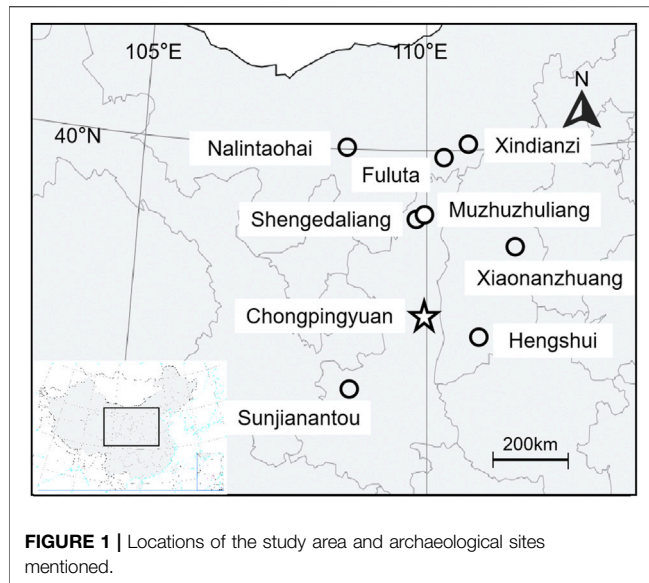 105°E
110°E
N
40°N
Nalintaohai
Xindianzi
Fuluta
Shengedaliang
Muzhuzhuliang
Xiaonanzhuang
Chongpingyuan
Hengshui
Sunjianantou
200km
FIGURE 1 | Locations of the study area and archaeological sites
mentioned.